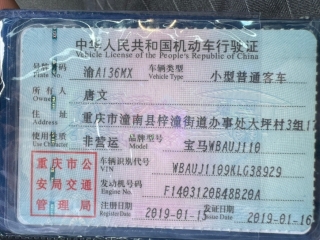 中华人民共和国机动车行驶证
Vehicle License of the People's Republic of China
号牌号码 渝A136MX 车辆类型 小型普通客车
Plate No. Vehicle Type
所有人 唐文
Owner
住址 重庆市潼南县梓潼街道办事处大坪村3组17
Address
使用性质 非营运 品牌型号 宝马WBAUJ110
Use Character Model
重庆市公安局交通管理局
车辆识别代号 WBAUJ1109KLG38929
VIN
发动机号码 F1403120B48B20A
Engine No.
注册日期 2019-01-15 发证日期 2019-01-16
Register Date Issue Date